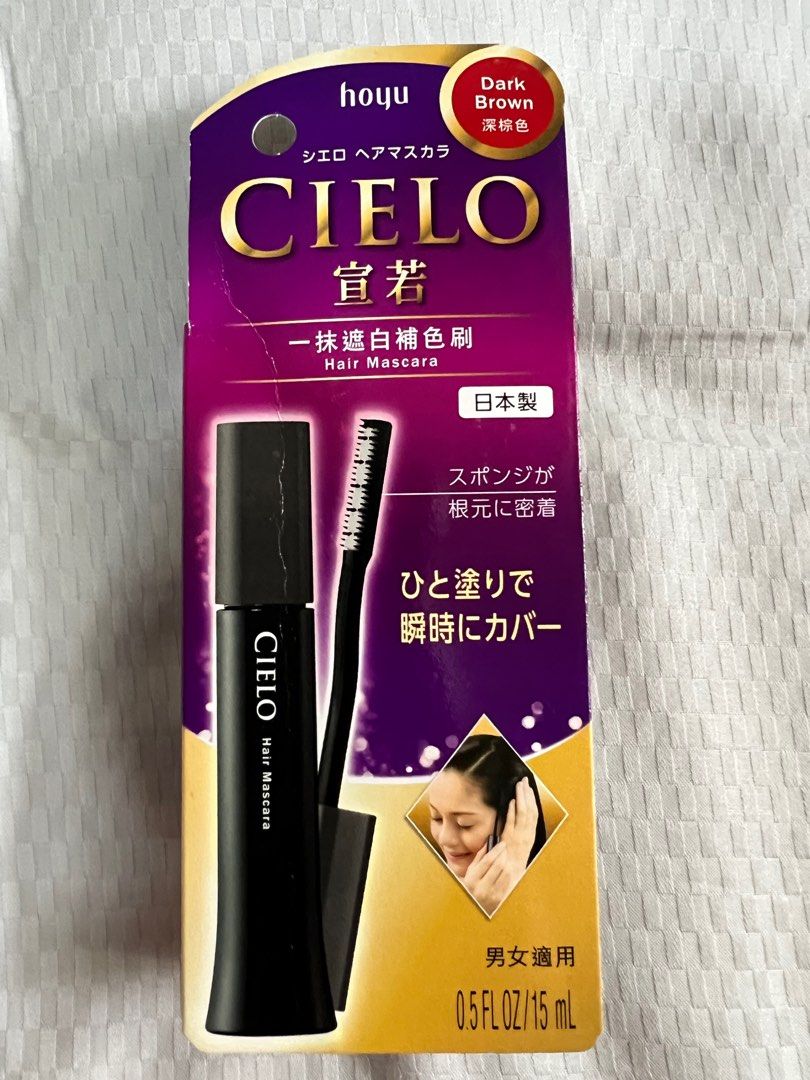 hoyu
Dark
Brown
深棕色
シエロ ヘアマスカラ
CIELO
宣若
一抹遮白補色刷
Hair Mascara
日本製
スポンジが
根元に密着
ひと塗りで
瞬時にカバー
CIELO Hair Mascara
男女適用
0.5 FL OZ/15 mL